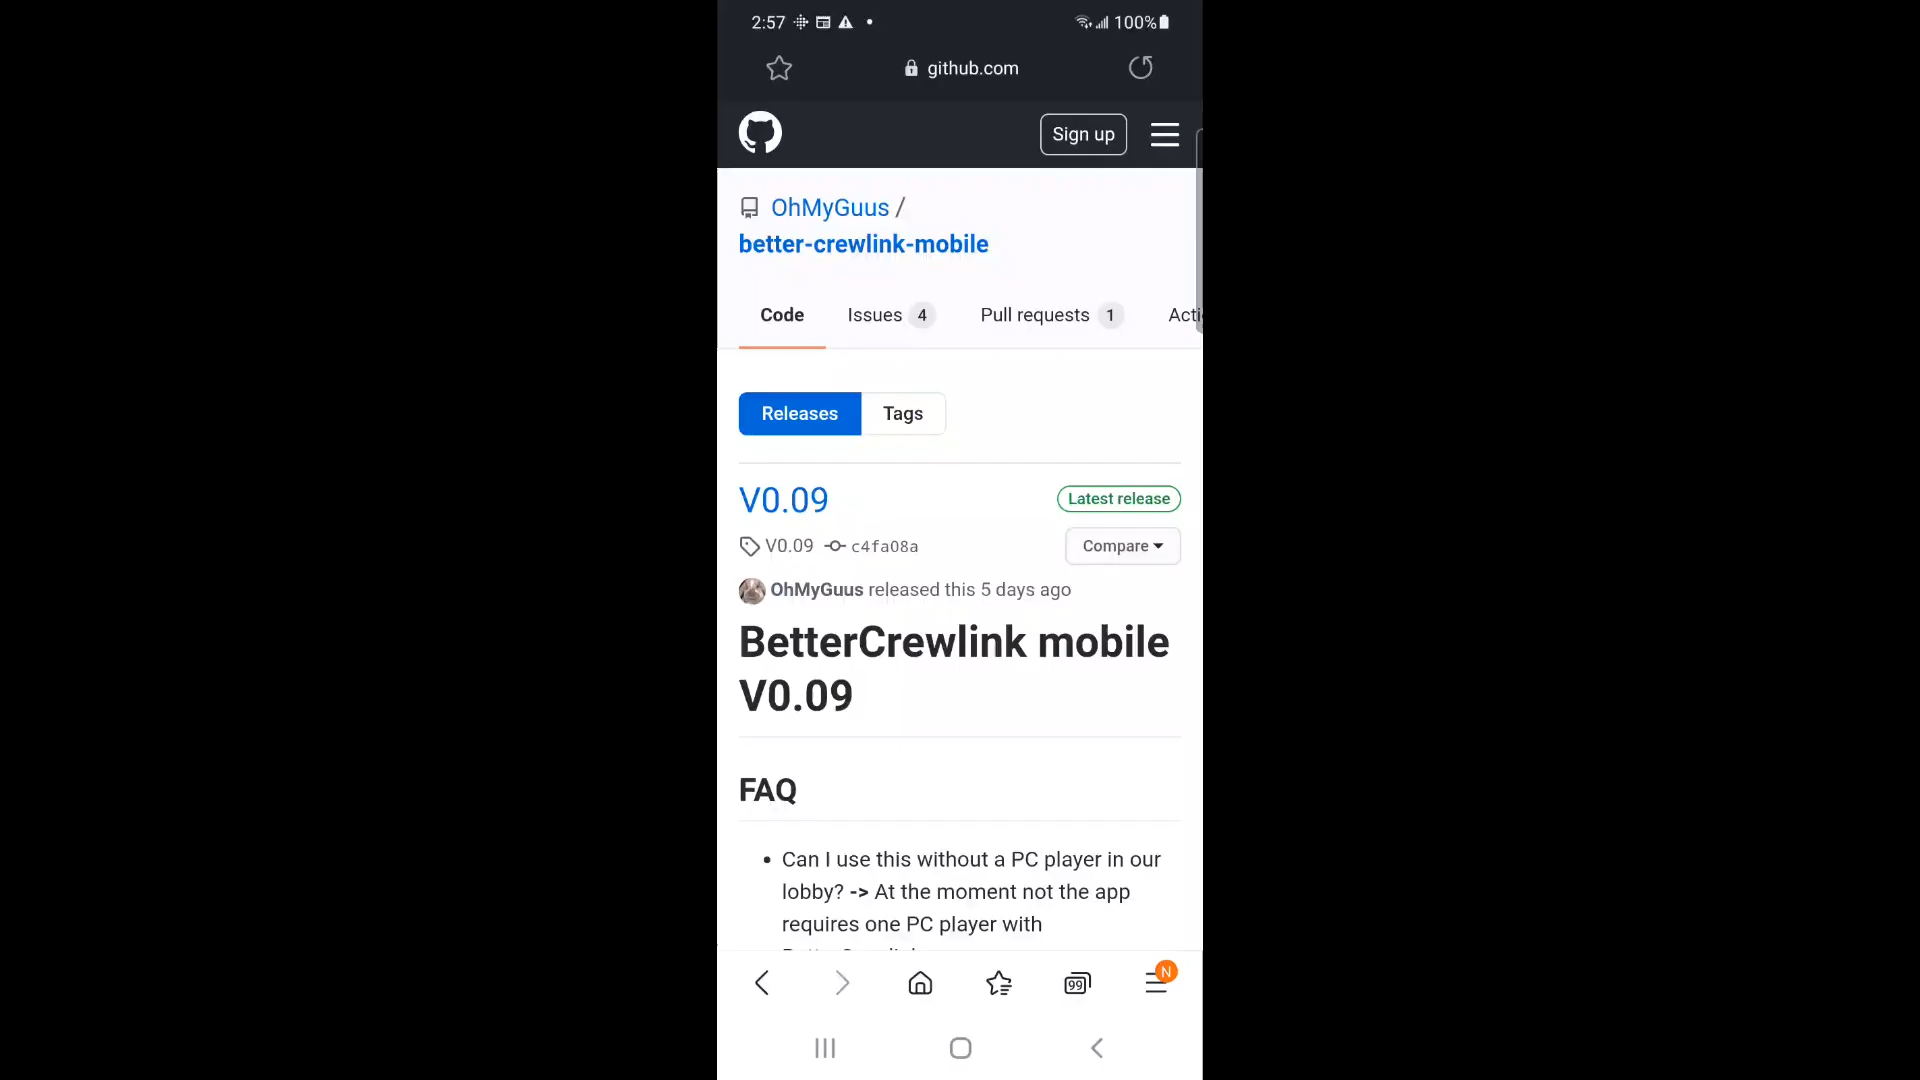 2:57 100%
github.com
Sign up
OhMyGuus /
better-crewlink-mobile
Code Issues 4 Pull requests 1 Acti
Releases Tags
V0.09 Latest release
V0.09 c4fa08a Compare
OhMyGuus released this 5 days ago
BetterCrewlink mobile
V0.09
FAQ
• Can I use this without a PC player in our
lobby? -> At the moment not the app
requires one PC player with
99 N